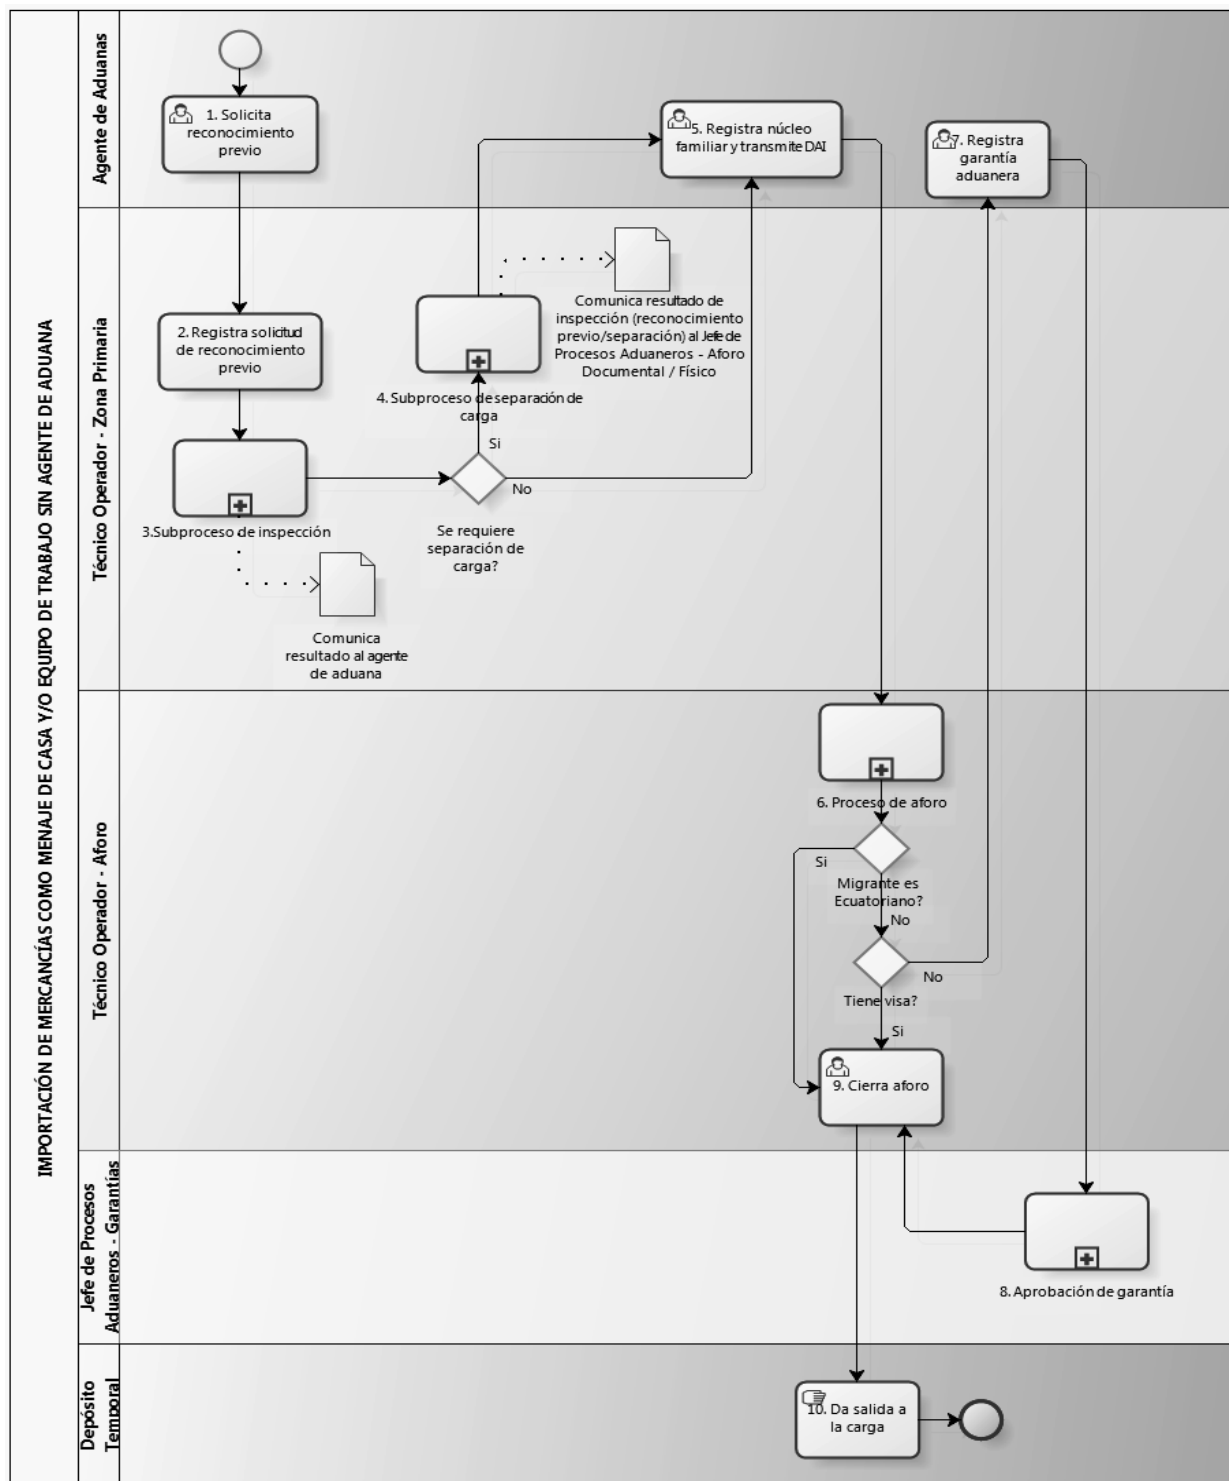 IMPORTACIÓN DE MERCANCÍAS COMO MENAJE DE CASA Y/O EQUIPO DE TRABAJO SIN AGENTE DE ADUANA
Agente de Aduanas
1. Solicita
reconocimiento
previo
5. Registra núcleo
familiar y transmite DAI
7. Registra
garantía
aduanera
Técnico Operador - Zona Primaria
2. Registra solicitud
de reconocimiento
previo
3.Subproceso de inspección
Comunica
resultado al agente
de aduana
4. Subproceso de separación de
carga
Si
No
Se requiere
separación de
carga?
Comunica resultado de
inspección (reconocimiento
previo/separación) al Jefe de
Procesos Aduaneros - Aforo
Documental / Físico
Técnico Operador - Aforo
6. Proceso de aforo
Si
Migrante es
Ecuatoriano?
No
No
Tiene visa?
Si
9. Cierra aforo
Jefe de Procesos
Aduaneros - Garantías
8. Aprobación de garantía
Depósito
Temporal
10. Da salida a
la carga